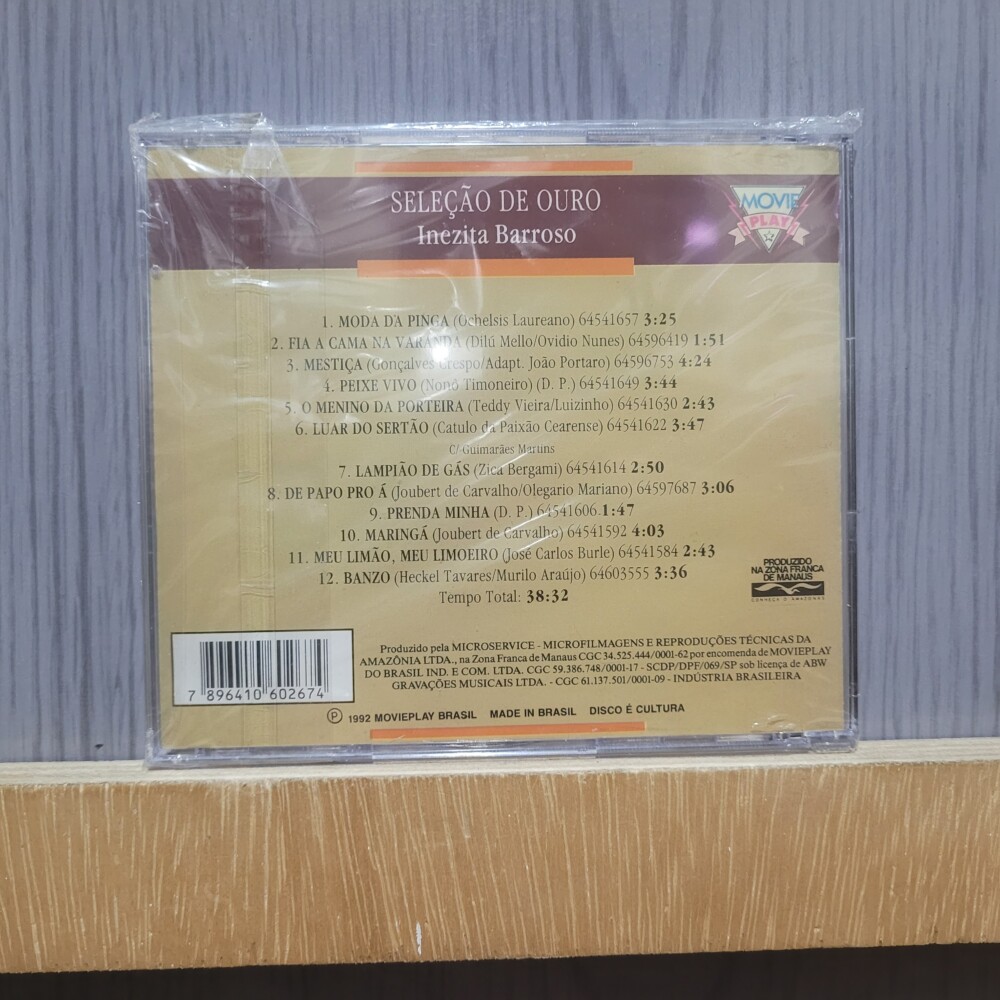 SELEÇÃO DE OURO
Inezita Barroso
MOVIE
PLAY
1. MODA DA PINGA (Ochelsis Laureano) 64541657 3:25
2. FIA A CAMA NA VARANDA (Dilú Mello/Ovidio Nunes) 64596419 1:51
3. MESTIÇA (Gonçalves Crespo/Adapt. João Portaro) 64596753 4:24
4. PEIXE VIVO (Nonô Timoneiro) (D. P.) 64541649 3:44
5. O MENINO DA PORTEIRA (Teddy Vieira/Luizinho) 64541630 2:43
6. LUAR DO SERTÃO (Catulo da Paixão Cearense) 64541622 3:47
C/ Guimarães Martins
7. LAMPIÃO DE GÁS (Zica Bergami) 64541614 2:50
8. DE PAPO PRO Á (Joubert de Carvalho/Olegario Mariano) 64597687 3:06
9. PRENDA MINHA (D. P.) 64541606 1:47
10. MARINGÁ (Joubert de Carvalho) 64541592 4:03
11. MEU LIMÃO, MEU LIMOEIRO (José Carlos Burle) 64541584 2:43
12. BANZO (Heckel Tavares/Murilo Araújo) 64603555 3:36
Tempo Total: 38:32
PRODUZIDO
NA ZONA FRANCA
DE MANAUS
CONHEÇA O AMAZONAS
Produzido pela MICROSERVICE - MICROFILMAGENS E REPRODUÇÕES TÉCNICAS DA
AMAZÔNIA LTDA., na Zona Franca de Manaus CGC 34.525.444/0001-62 por encomenda de MOVIEPLAY
DO BRASIL IND. E COM. LTDA. CGC 59.386.748/0001-17 - SCDP/DPF/069/SP sob licença de ABW
GRAVAÇÕES MUSICAIS LTDA. - CGC 61.137.501/0001-09 - INDÚSTRIA BRASILEIRA
7 896410 602674
℗ 1992 MOVIEPLAY BRASIL MADE IN BRASIL DISCO É CULTURA